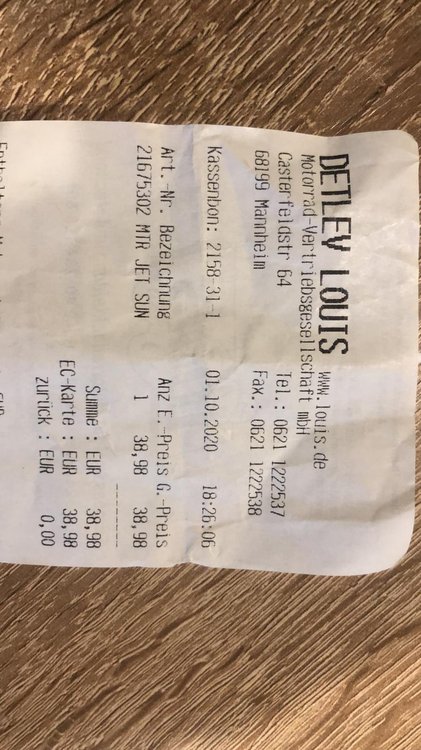 DETLEV LOUIS www.louis.de
Motorrad-Vertriebsgesellschaft mbH
Casterfeldstr 64 Tel.: 0621 1222537
68199 Mannheim Fax.: 0621 1222538
Kassenbon: 2158-31-1 01.10.2020 18:26:06
Art.-Nr. Bezeichnung Anz E.-Preis G.-Preis
21675302 MTR JET SUN 1 38,98 38,98
--------
Summe : EUR 38,98
EC-Karte : EUR 38,98
zurück : EUR 0,00